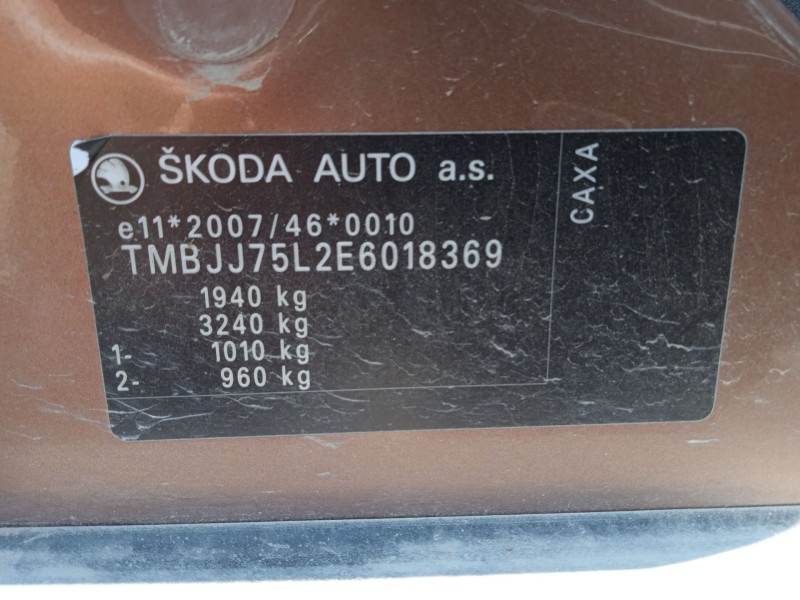 ŠKODA AUTO a.s.
e11*2007/46*0010
TMBJJ75L2E6018369
1940 kg
3240 kg
1- 1010 kg
2- 960 kg
CAXA